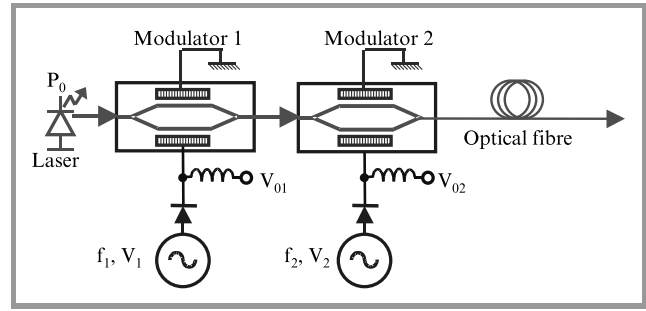 Modulator 1
Modulator 2
P₀
Laser
Optical fibre
V₀₁
V₀₂
f₁, V₁
f₂, V₂